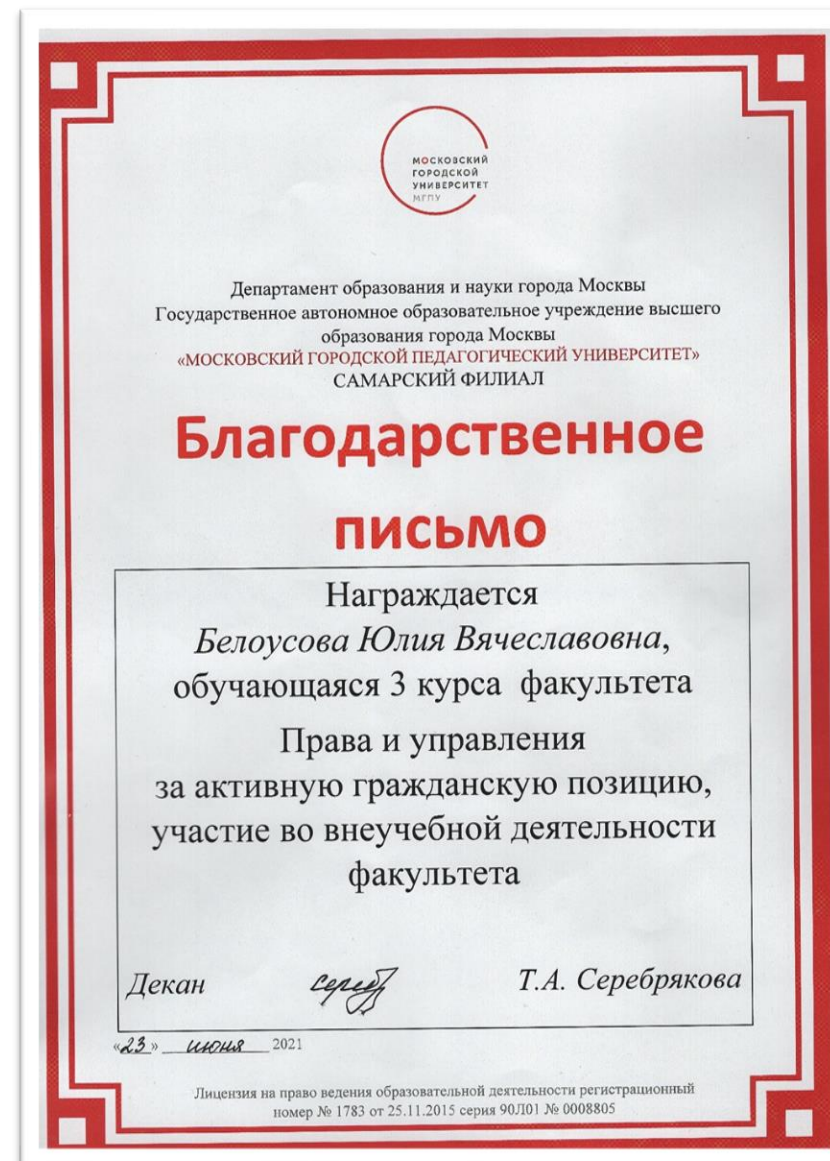 МОСКОВСКИЙ
ГОРОДСКОЙ
УНИВЕРСИТЕТ
МГПУ
Департамент образования и науки города Москвы
Государственное автономное образовательное учреждение высшего
образования города Москвы
«МОСКОВСКИЙ ГОРОДСКОЙ ПЕДАГОГИЧЕСКИЙ УНИВЕРСИТЕТ»
САМАРСКИЙ ФИЛИАЛ
Благодарственное
письмо
Награждается
Белоусова Юлия Вячеславовна,
обучающаяся 3 курса факультета
Права и управления
за активную гражданскую позицию,
участие во внеучебной деятельности
факультета
Декан Сереб Т.А. Серебрякова
«23» июня 2021
Лицензия на право ведения образовательной деятельности регистрационный
номер № 1783 от 25.11.2015 серия 90Л01 № 0008805